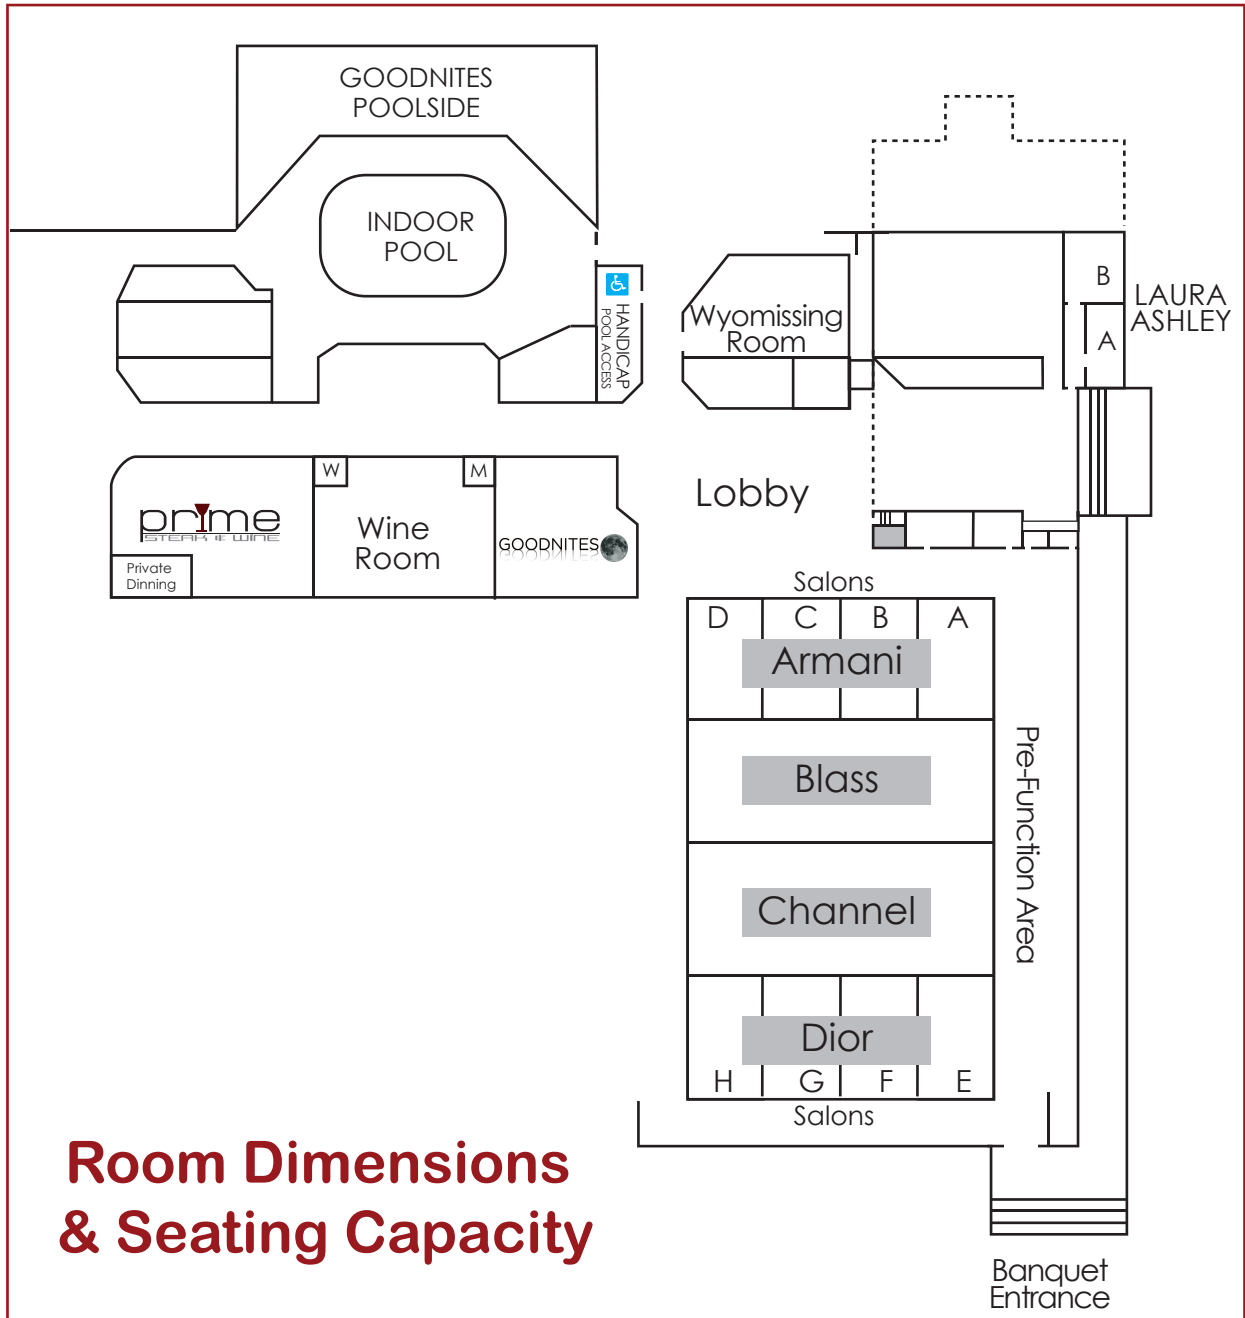 GOODNITES
POOLSIDE
INDOOR
POOL
HANDICAP
POOL ACCESS
Wyomissing
Room
B
A
LAURA
ASHLEY
W
M
prime
STEAK & WINE
Private
Dinning
Wine
Room
GOODNITES
Lobby
Salons
D C B A
Armani
Blass
Channel
Dior
H G F E
Salons
Pre-Function Area
Room Dimensions
& Seating Capacity
Banquet
Entrance